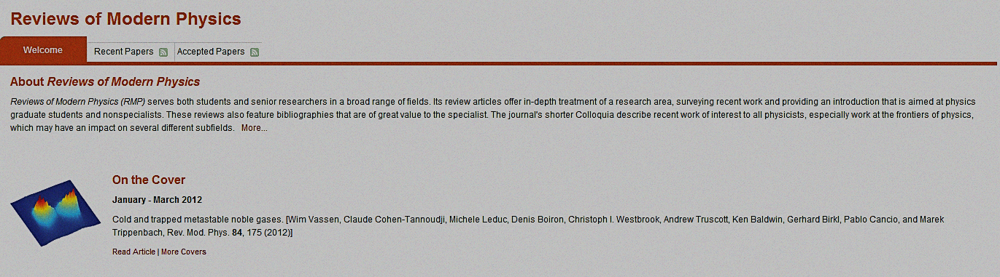 Reviews of Modern Physics
Welcome
Recent Papers
Accepted Papers
About Reviews of Modern Physics
Reviews of Modern Physics (RMP) serves both students and senior researchers in a broad range of fields. Its review articles offer in-depth treatment of a research area, surveying recent work and providing an introduction that is aimed at physics
graduate students and nonspecialists. These reviews also feature bibliographies that are of great value to the specialist. The journal's shorter Colloquia describe recent work of interest to all physicists, especially work at the frontiers of physics,
which may have an impact on several different subfields. More...
On the Cover
January - March 2012
Cold and trapped metastable noble gases. [Wim Vassen, Claude Cohen-Tannoudji, Michele Leduc, Denis Boiron, Christoph I. Westbrook, Andrew Truscott, Ken Baldwin, Gerhard Birkl, Pablo Cancio, and Marek
Trippenbach, Rev. Mod. Phys. 84, 175 (2012)]
Read Article | More Covers